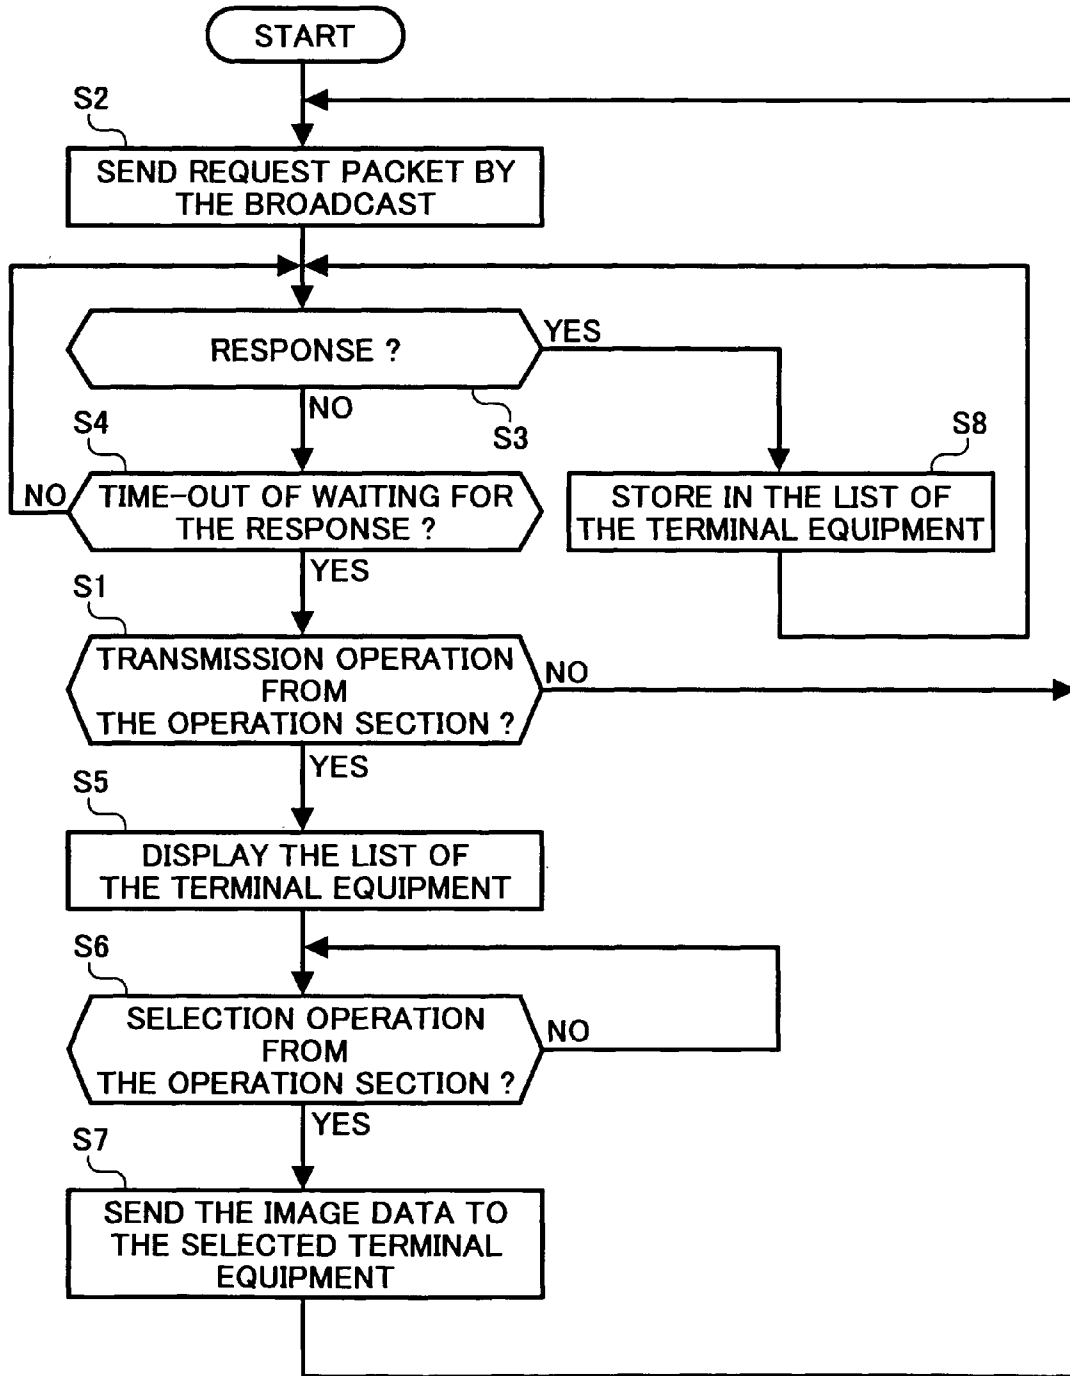 START
S2
SEND REQUEST PACKET BY
THE BROADCAST
RESPONSE ?
YES
NO
S3
S4
S8
NO
TIME-OUT OF WAITING FOR
THE RESPONSE ?
STORE IN THE LIST OF
THE TERMINAL EQUIPMENT
YES
S1
TRANSMISSION OPERATION
FROM
THE OPERATION SECTION ?
NO
YES
S5
DISPLAY THE LIST OF
THE TERMINAL EQUIPMENT
S6
SELECTION OPERATION
FROM
THE OPERATION SECTION ?
NO
YES
S7
SEND THE IMAGE DATA TO
THE SELECTED TERMINAL
EQUIPMENT